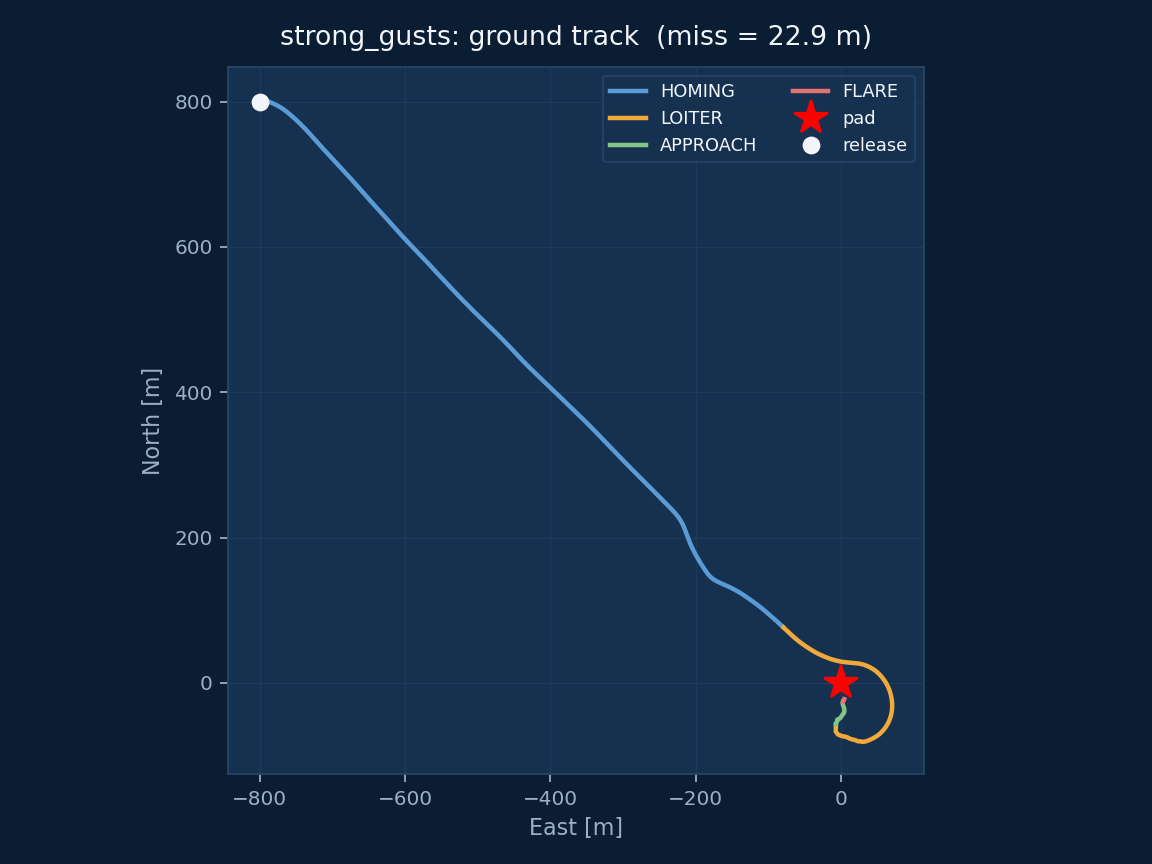 strong_gusts: ground track  (miss = 22.9 m)
HOMING
LOITER
APPROACH
FLARE
pad
release
800
600
400
200
0
North [m]
−800
−600
−400
−200
0
East [m]